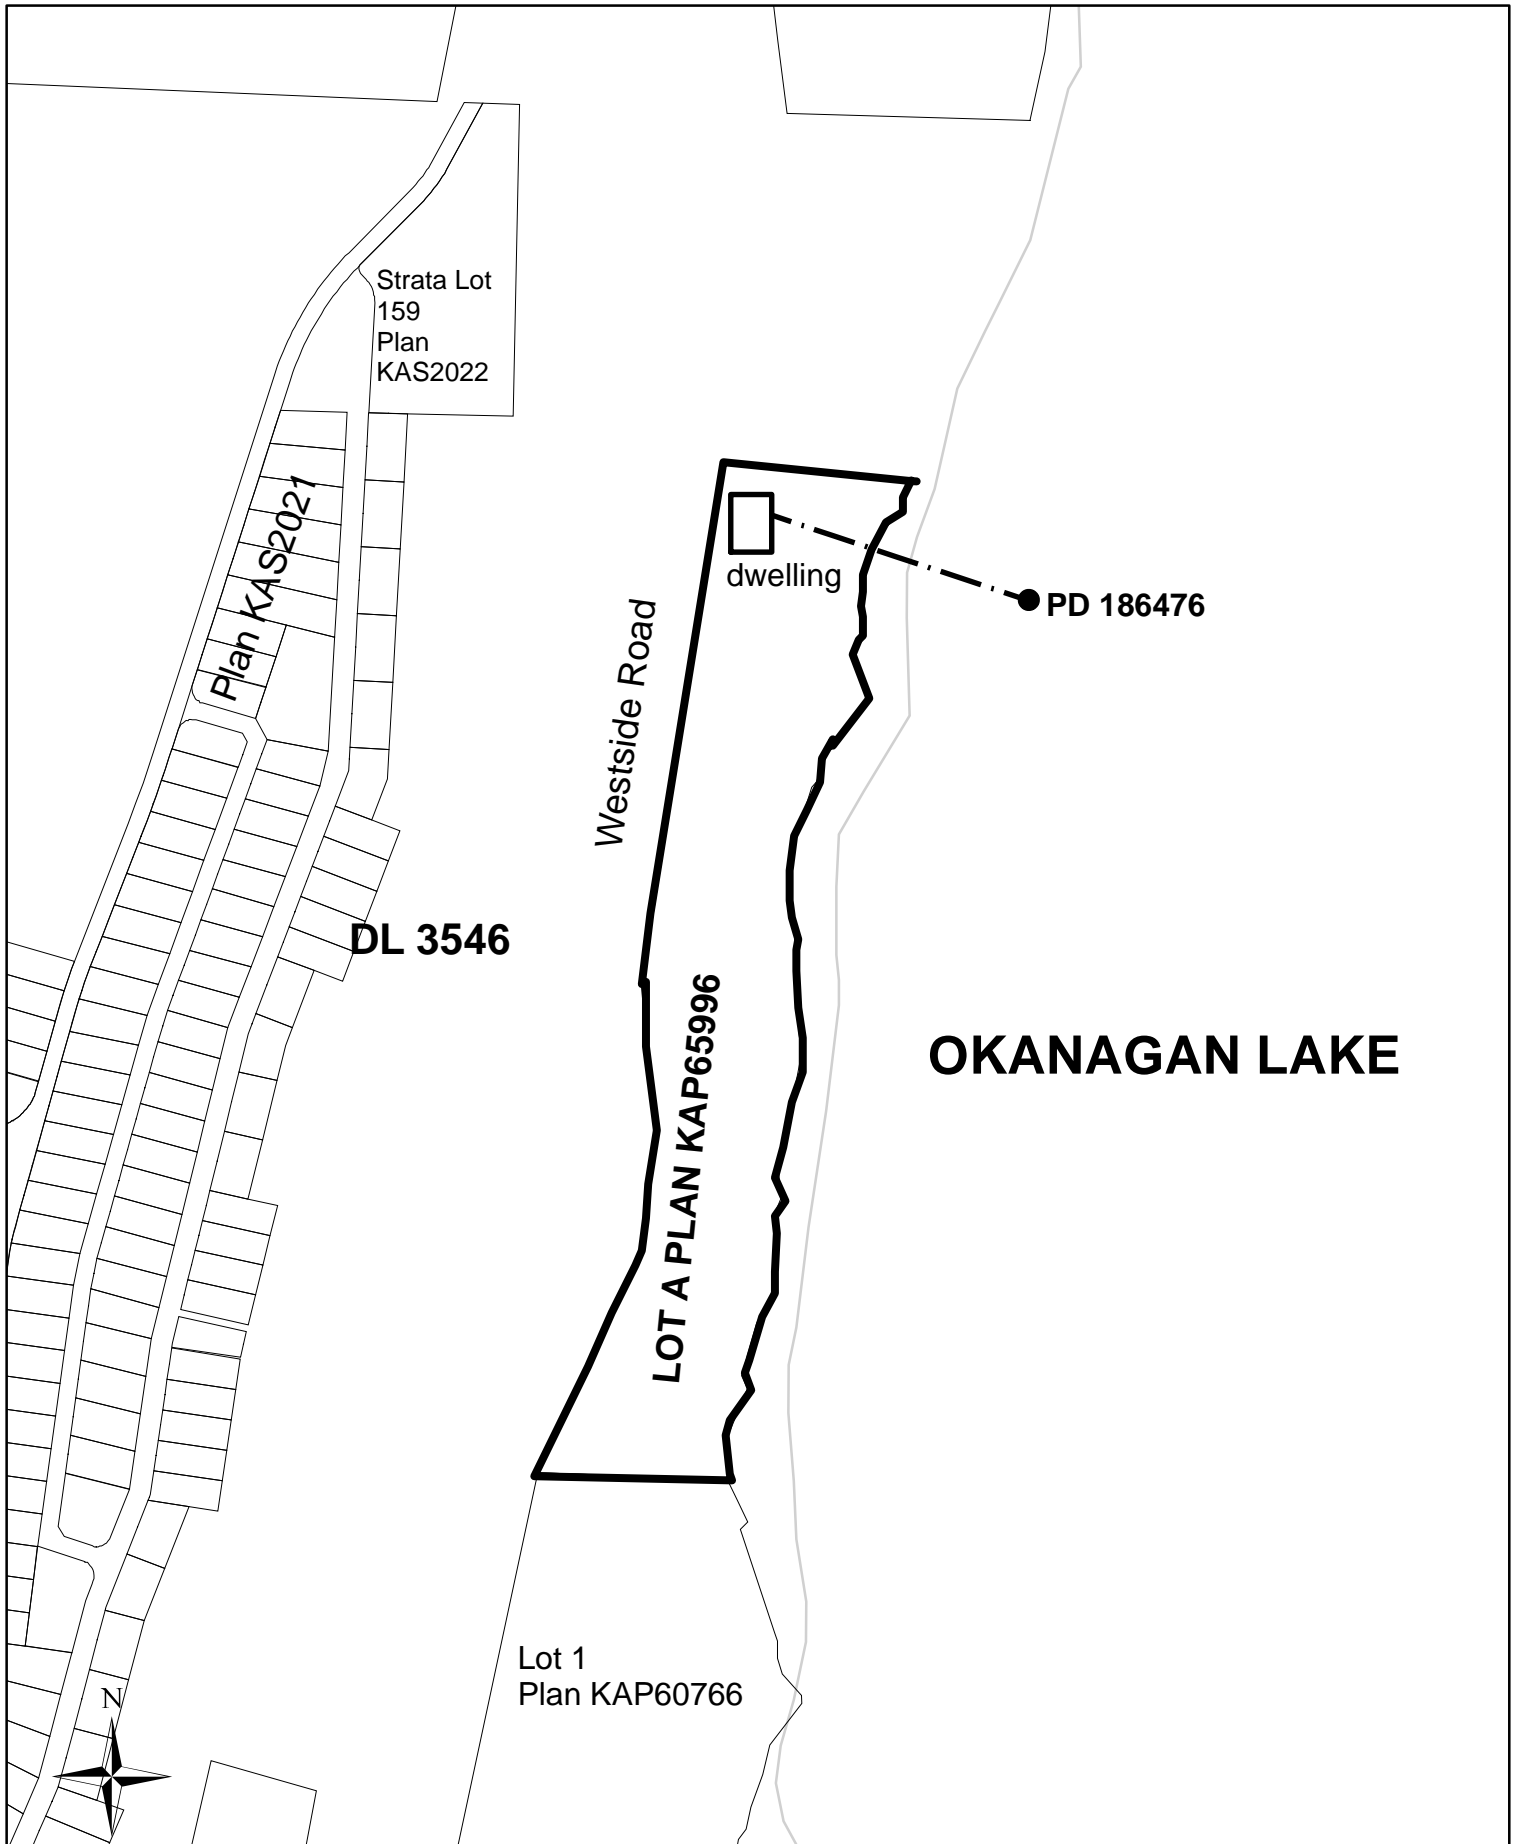 Strata Lot
159
Plan
KAS2022
Plan KAS2021
dwelling
PD 186476
Westside Road
DL 3546
LOT A PLAN KAP65996
OKANAGAN LAKE
Lot 1
Plan KAP60766
N